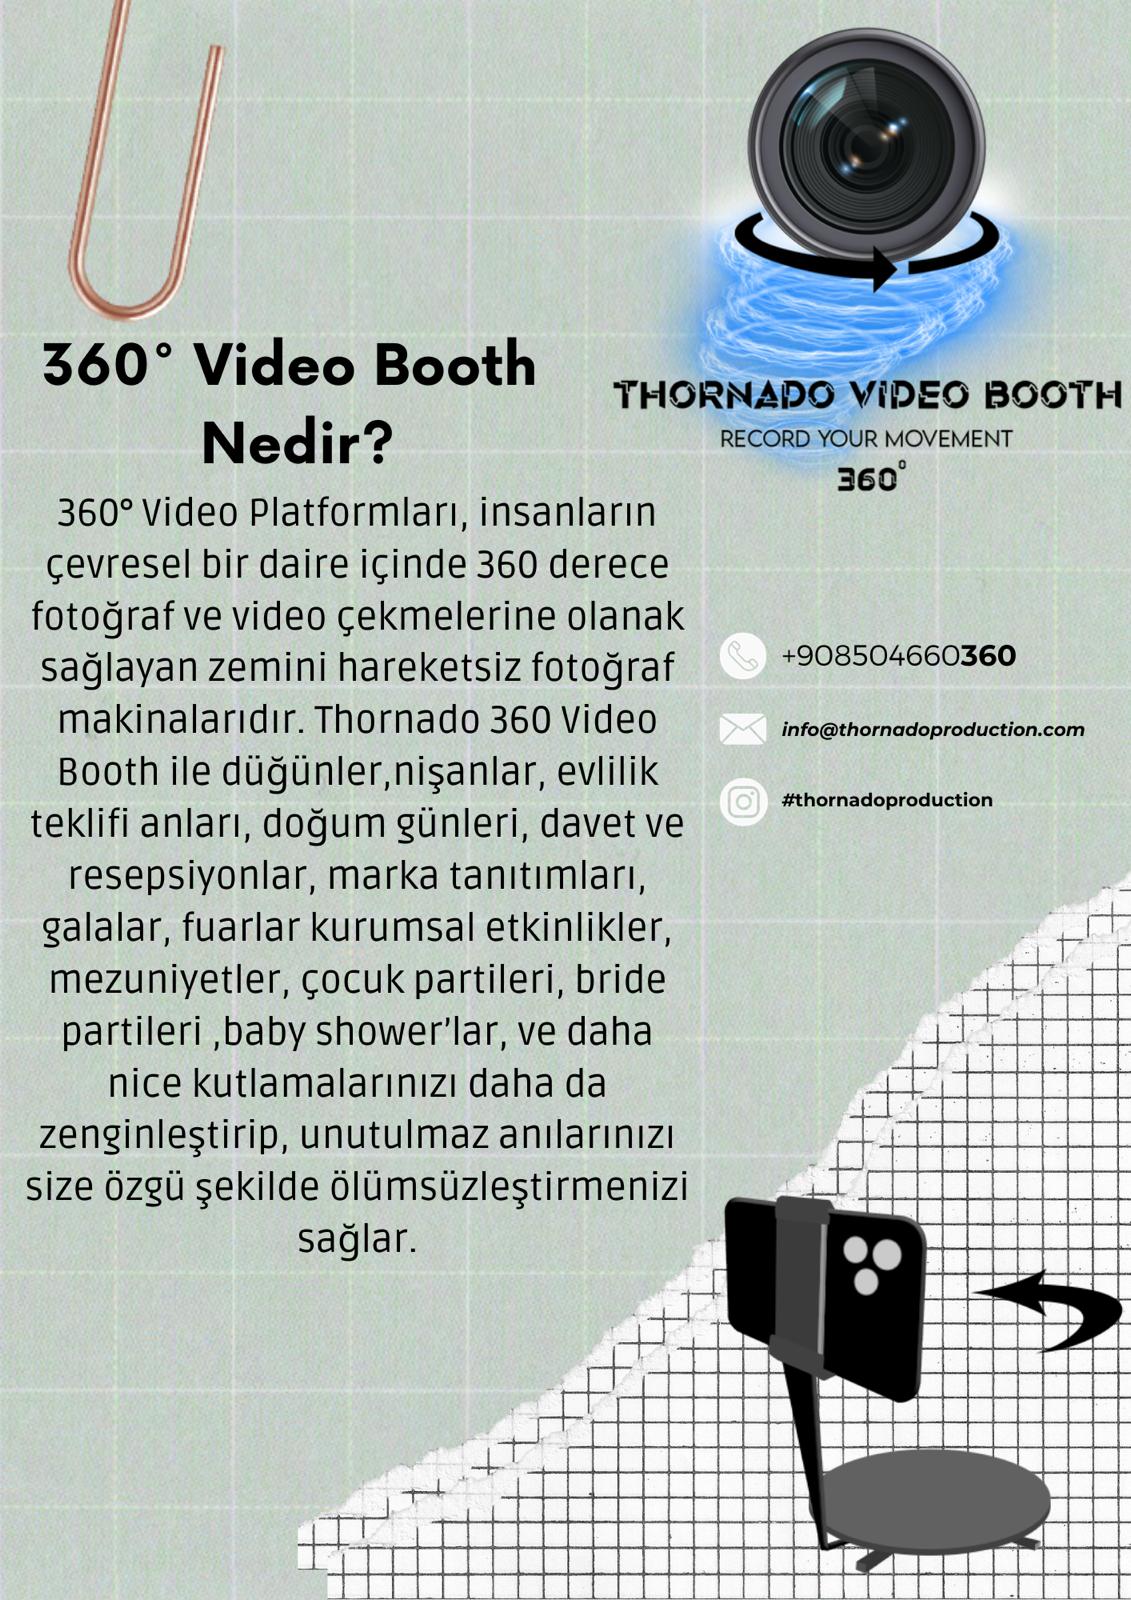 360° Video Booth
Nedir?
360° Video Platformları, insanların
çevresel bir daire içinde 360 derece
fotoğraf ve video çekmelerine olanak
sağlayan zemini hareketsiz fotoğraf
makinalarıdır. Thornado 360 Video
Booth ile düğünler,nişanlar, evlilik
teklifi anları, doğum günleri, davet ve
resepsiyonlar, marka tanıtımları,
galalar, fuarlar kurumsal etkinlikler,
mezuniyetler, çocuk partileri, bride
partileri ,baby shower’lar, ve daha
nice kutlamalarınızı daha da
zenginleştirip, unutulmaz anılarınızı
size özgü şekilde ölümsüzleştirmenizi
sağlar.
THORNADO VIDEO BOOTH
RECORD YOUR MOVEMENT
360°
+908504660360
info@thornadoproduction.com
#thornadoproduction